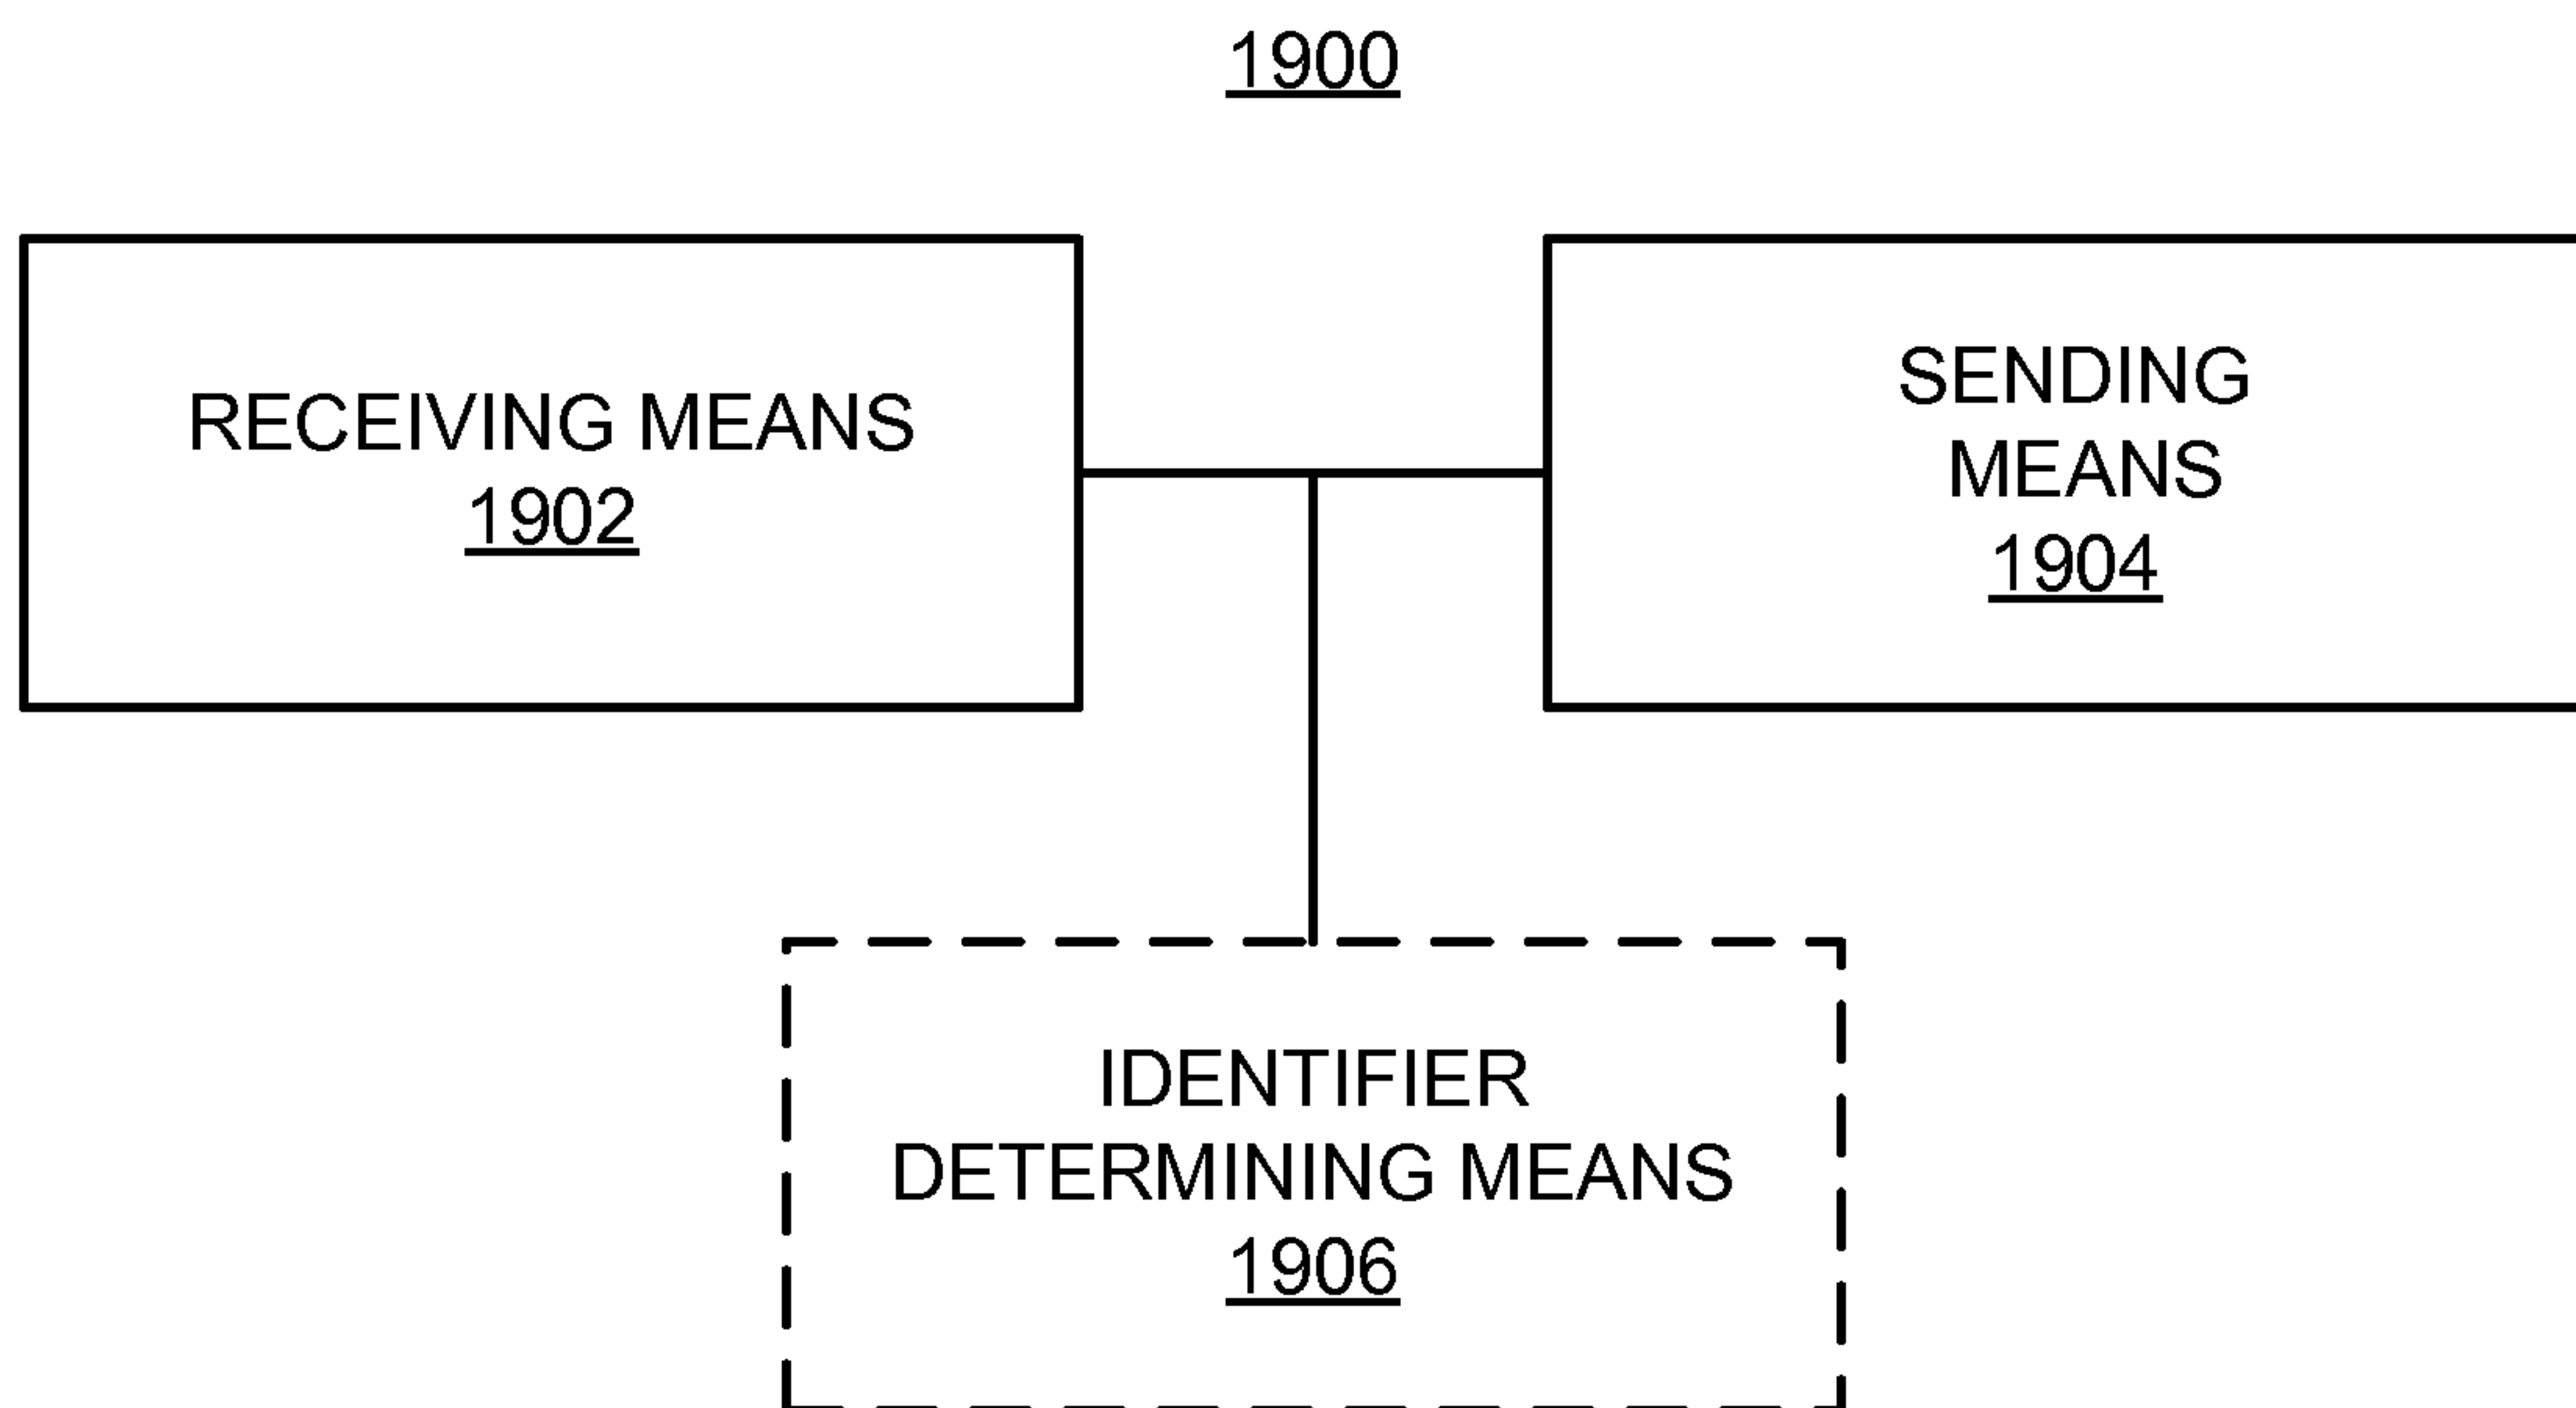 1900
RECEIVING MEANS
1902
SENDING
MEANS
1904
IDENTIFIER
DETERMINING MEANS
1906